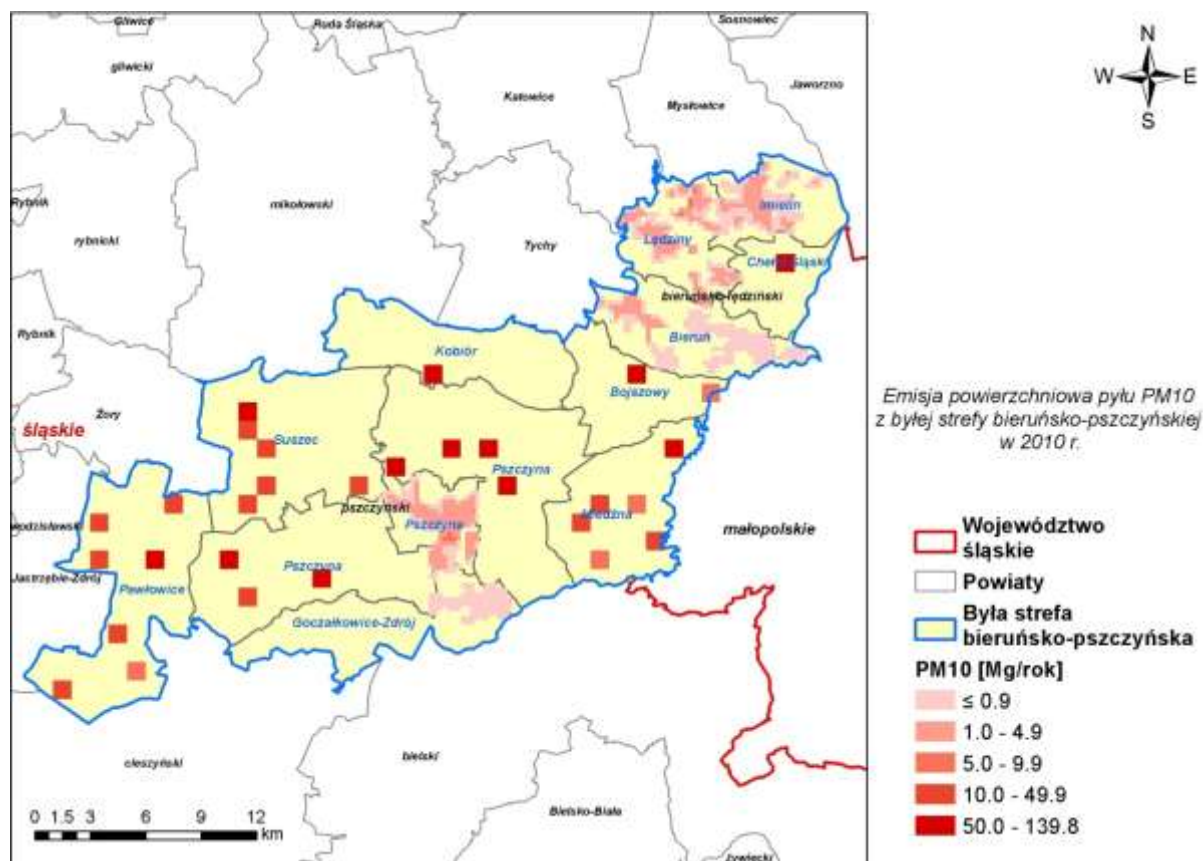 Gliwice
Ruda Śląska
Sosnowiec
gliwicki
Jaworzno
Katowice
Mysłowice
N
W E
S
Rybnik
mikołowski
Imielin
rybnicki
Tychy
Lędziny
Chełm Śląski
bieruńsko-lędziński
Rybnik
Bieruń
Kobiór
Bojszowy
Emisja powierzchniowa pyłu PM10
z byłej strefy bieruńsko-pszczyńskiej
w 2010 r.
Żory
śląskie
Suszec
Pszczyna
pszczyński
Miedźna
wodzisławski
Pszczyna
małopolskie
Jastrzębie-Zdrój
Pawłowice
Pszczyna
Goczałkowice-Zdrój
Województwo
śląskie
Powiaty
Była strefa
bieruńsko-pszczyńska
PM10 [Mg/rok]
≤ 0.9
1.0 - 4.9
5.0 - 9.9
10.0 - 49.9
50.0 - 139.8
cieszyński
bielski
Bielsko-Biała
żywiecki
0 1.5 3 6 9 12
km